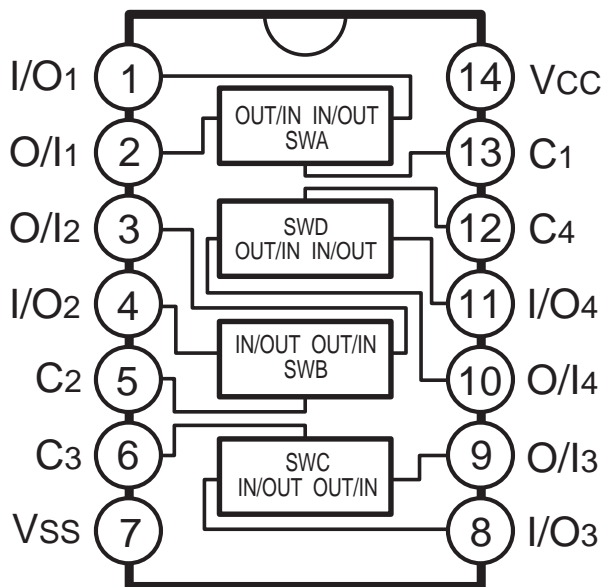 I/O1 1 14 VCC
OUT/IN IN/OUT
SWA
O/I1 2 13 C1
O/I2 3 12 C4
SWD
OUT/IN IN/OUT
I/O2 4 11 I/O4
IN/OUT OUT/IN
SWB
C2 5 10 O/I4
C3 6 9 O/I3
SWC
IN/OUT OUT/IN
VSS 7 8 I/O3